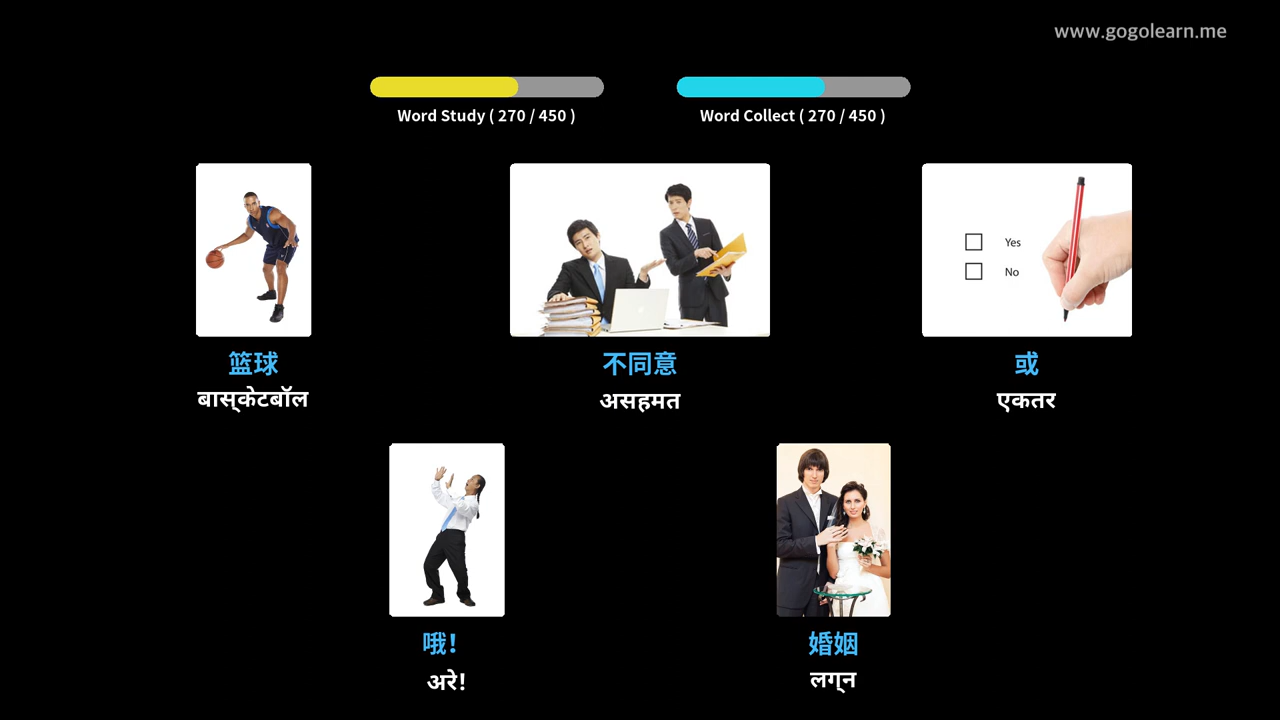 www.gogolearn.me
Word Study ( 270 / 450 )
Word Collect ( 270 / 450 )
Yes
No
篮球
不同意
或
बास्केटबॉल
असहमत
एकतर
哦!
婚姻
अरे!
लग्न